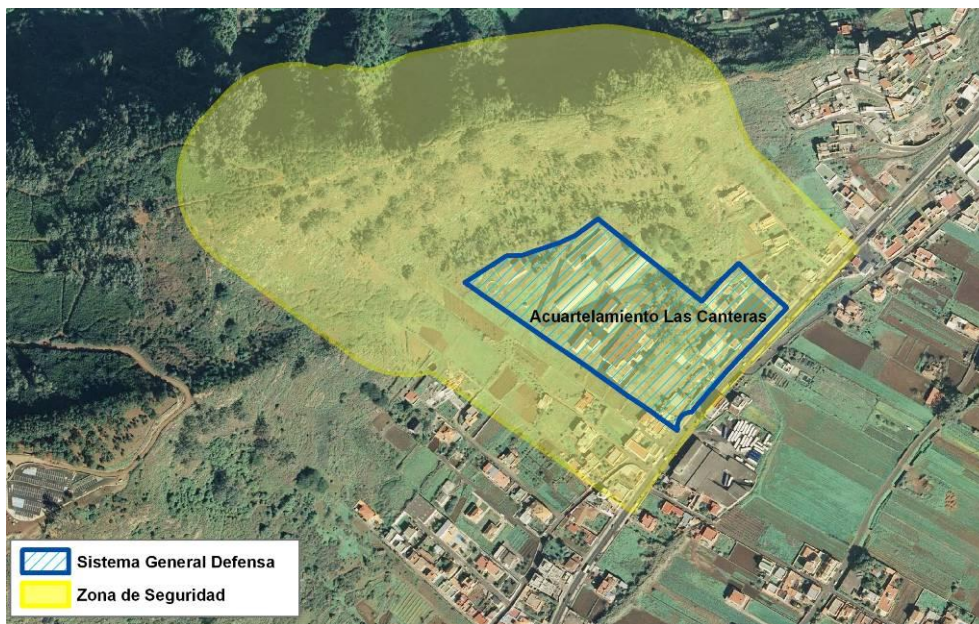 Acuartelamiento Las Canteras
Sistema General Defensa
Zona de Seguridad